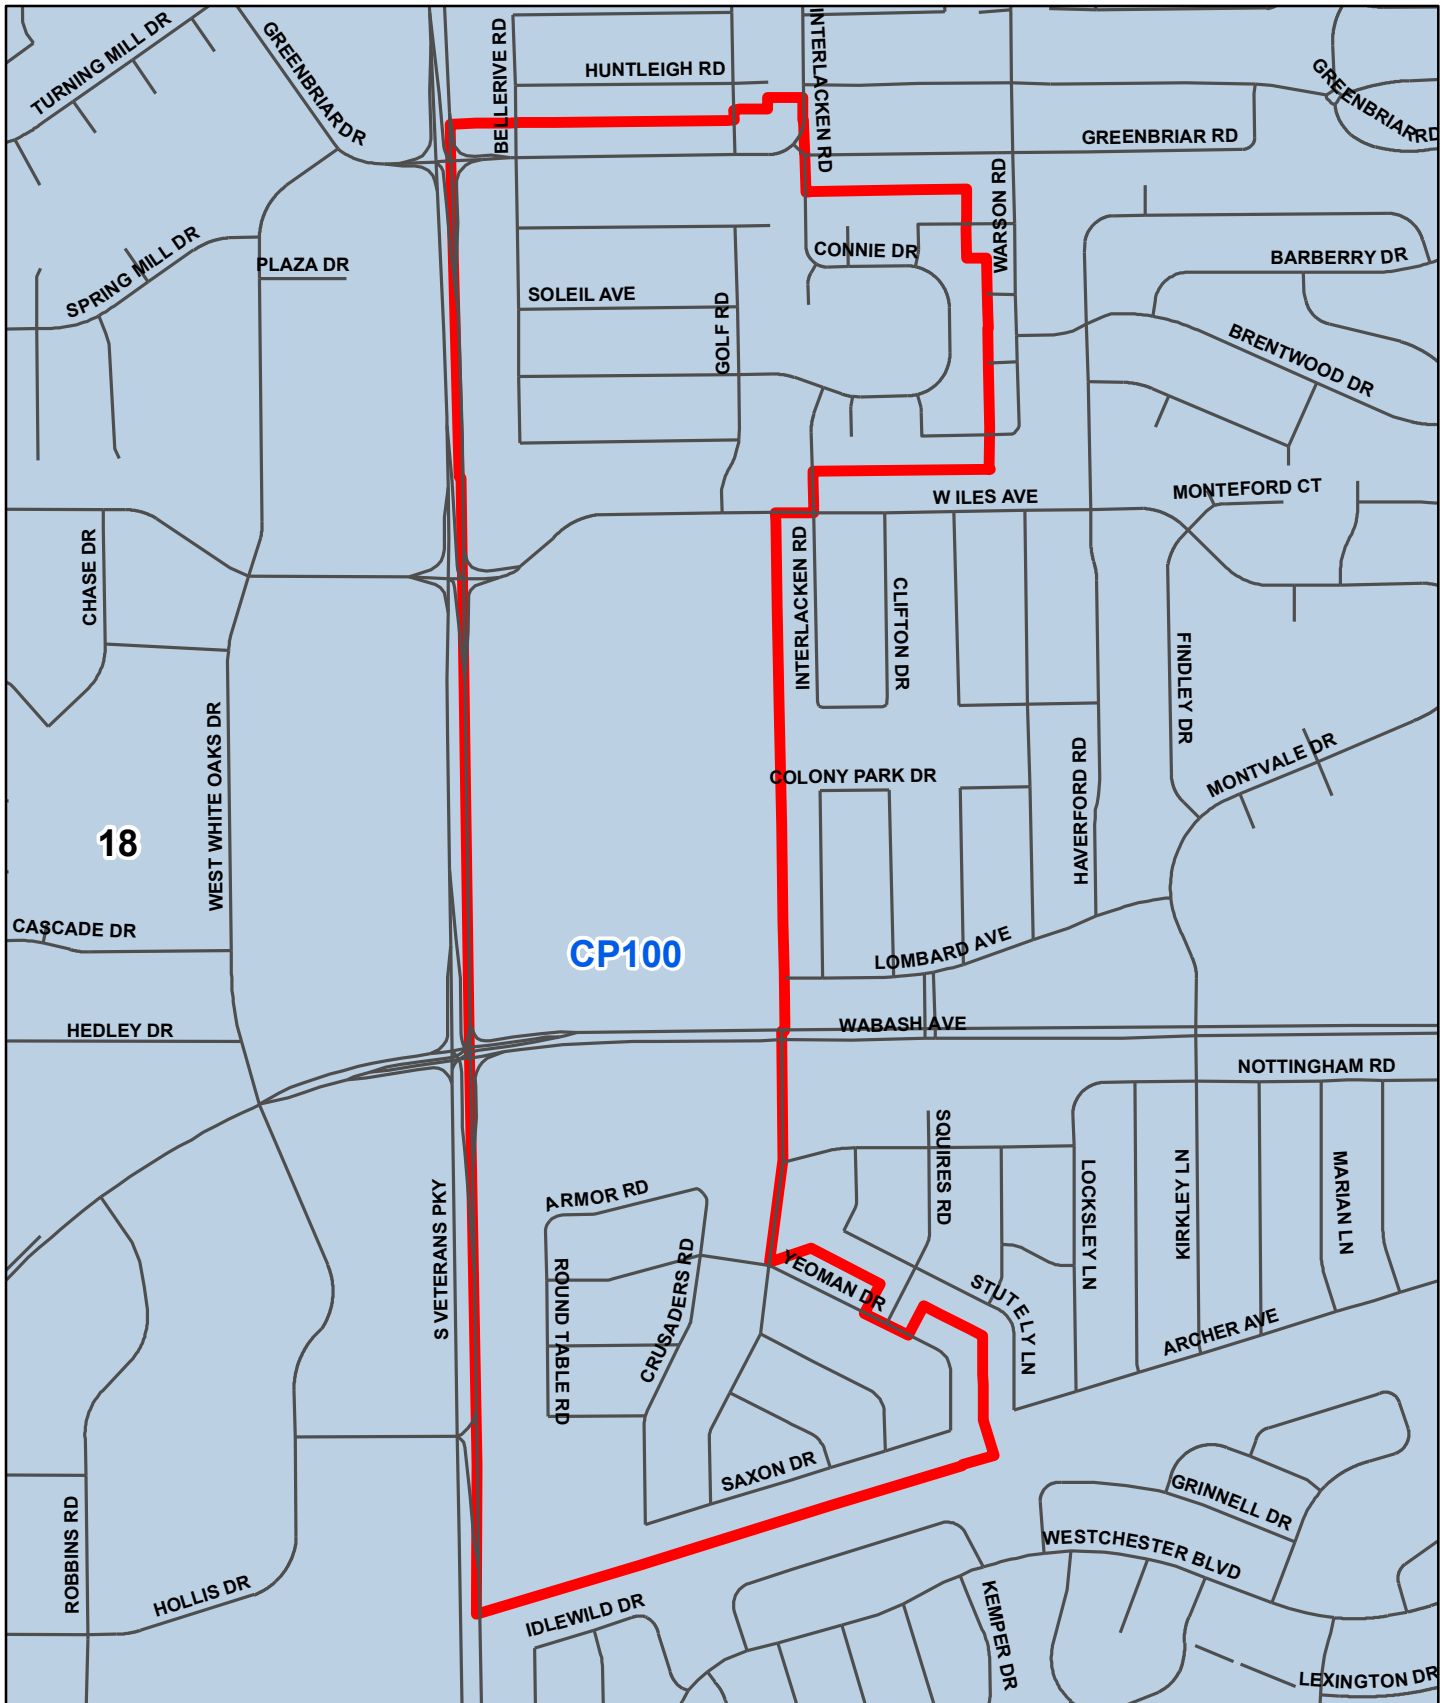 TURNING MILL DR
GREENBRIAR DR
BELLERIVE RD
HUNTLEIGH RD
INTERLACKEN RD
GREENBRIAR RD
GREENBRIAR RD
WARSON RD
SPRING MILL DR
PLAZA DR
CONNIE DR
BARBERRY DR
SOLEIL AVE
GOLF RD
BRENTWOOD DR
W ILES AVE
MONTEFORD CT
CHASE DR
INTERLACKEN RD
CLIFTON DR
FINDLEY DR
WEST WHITE OAKS DR
COLONY PARK DR
HAVERFORD RD
MONTVALE DR
18
CASCADE DR
CP100
LOMBARD AVE
HEDLEY DR
WABASH AVE
NOTTINGHAM RD
SQUIRES RD
S VETERANS PKY
ARMOR RD
LOCKSLEY LN
KIRKLEY LN
MARIAN LN
ROUND TABLE RD
CRUSADERS RD
YEOMAN DR
STUTELY LN
ARCHER AVE
SAXON DR
GRINNELL DR
ROBBINS RD
HOLLIS DR
WESTCHESTER BLVD
IDLEWILD DR
KEMPER DR
LEXINGTON DR